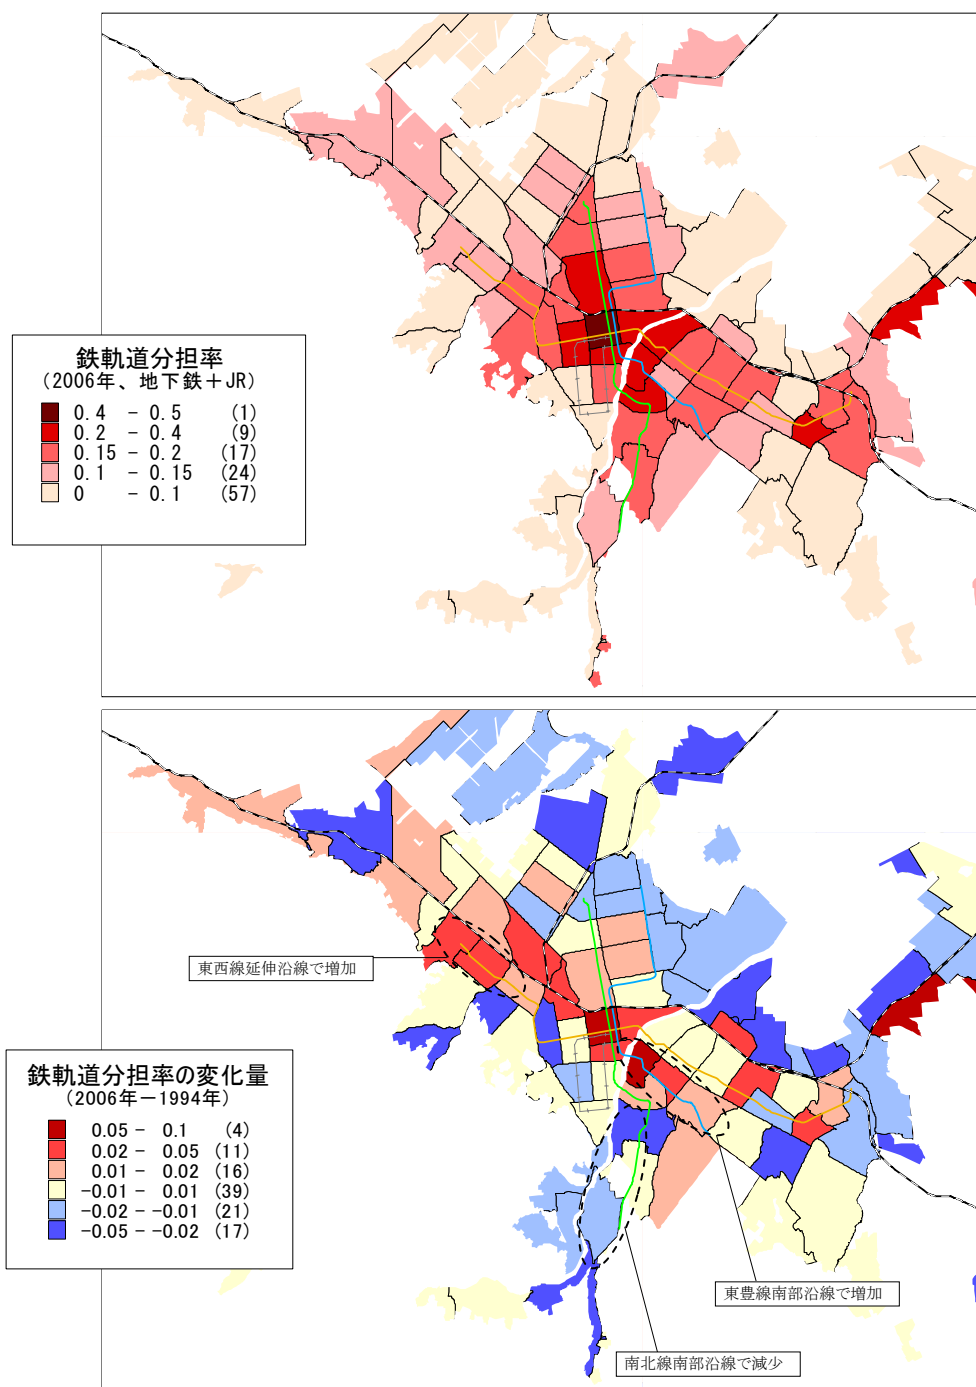 鉄軌道分担率
(2006年、地下鉄+JR)
0.4 - 0.5 (1)
0.2 - 0.4 (9)
0.15 - 0.2 (17)
0.1 - 0.15 (24)
0 - 0.1 (57)
東西線延伸沿線で増加
鉄軌道分担率の変化量
(2006年-1994年)
0.05 - 0.1 (4)
0.02 - 0.05 (11)
0.01 - 0.02 (16)
-0.01 - 0.01 (39)
-0.02 - -0.01 (21)
-0.05 - -0.02 (17)
東豊線南部沿線で増加
南北線南部沿線で減少